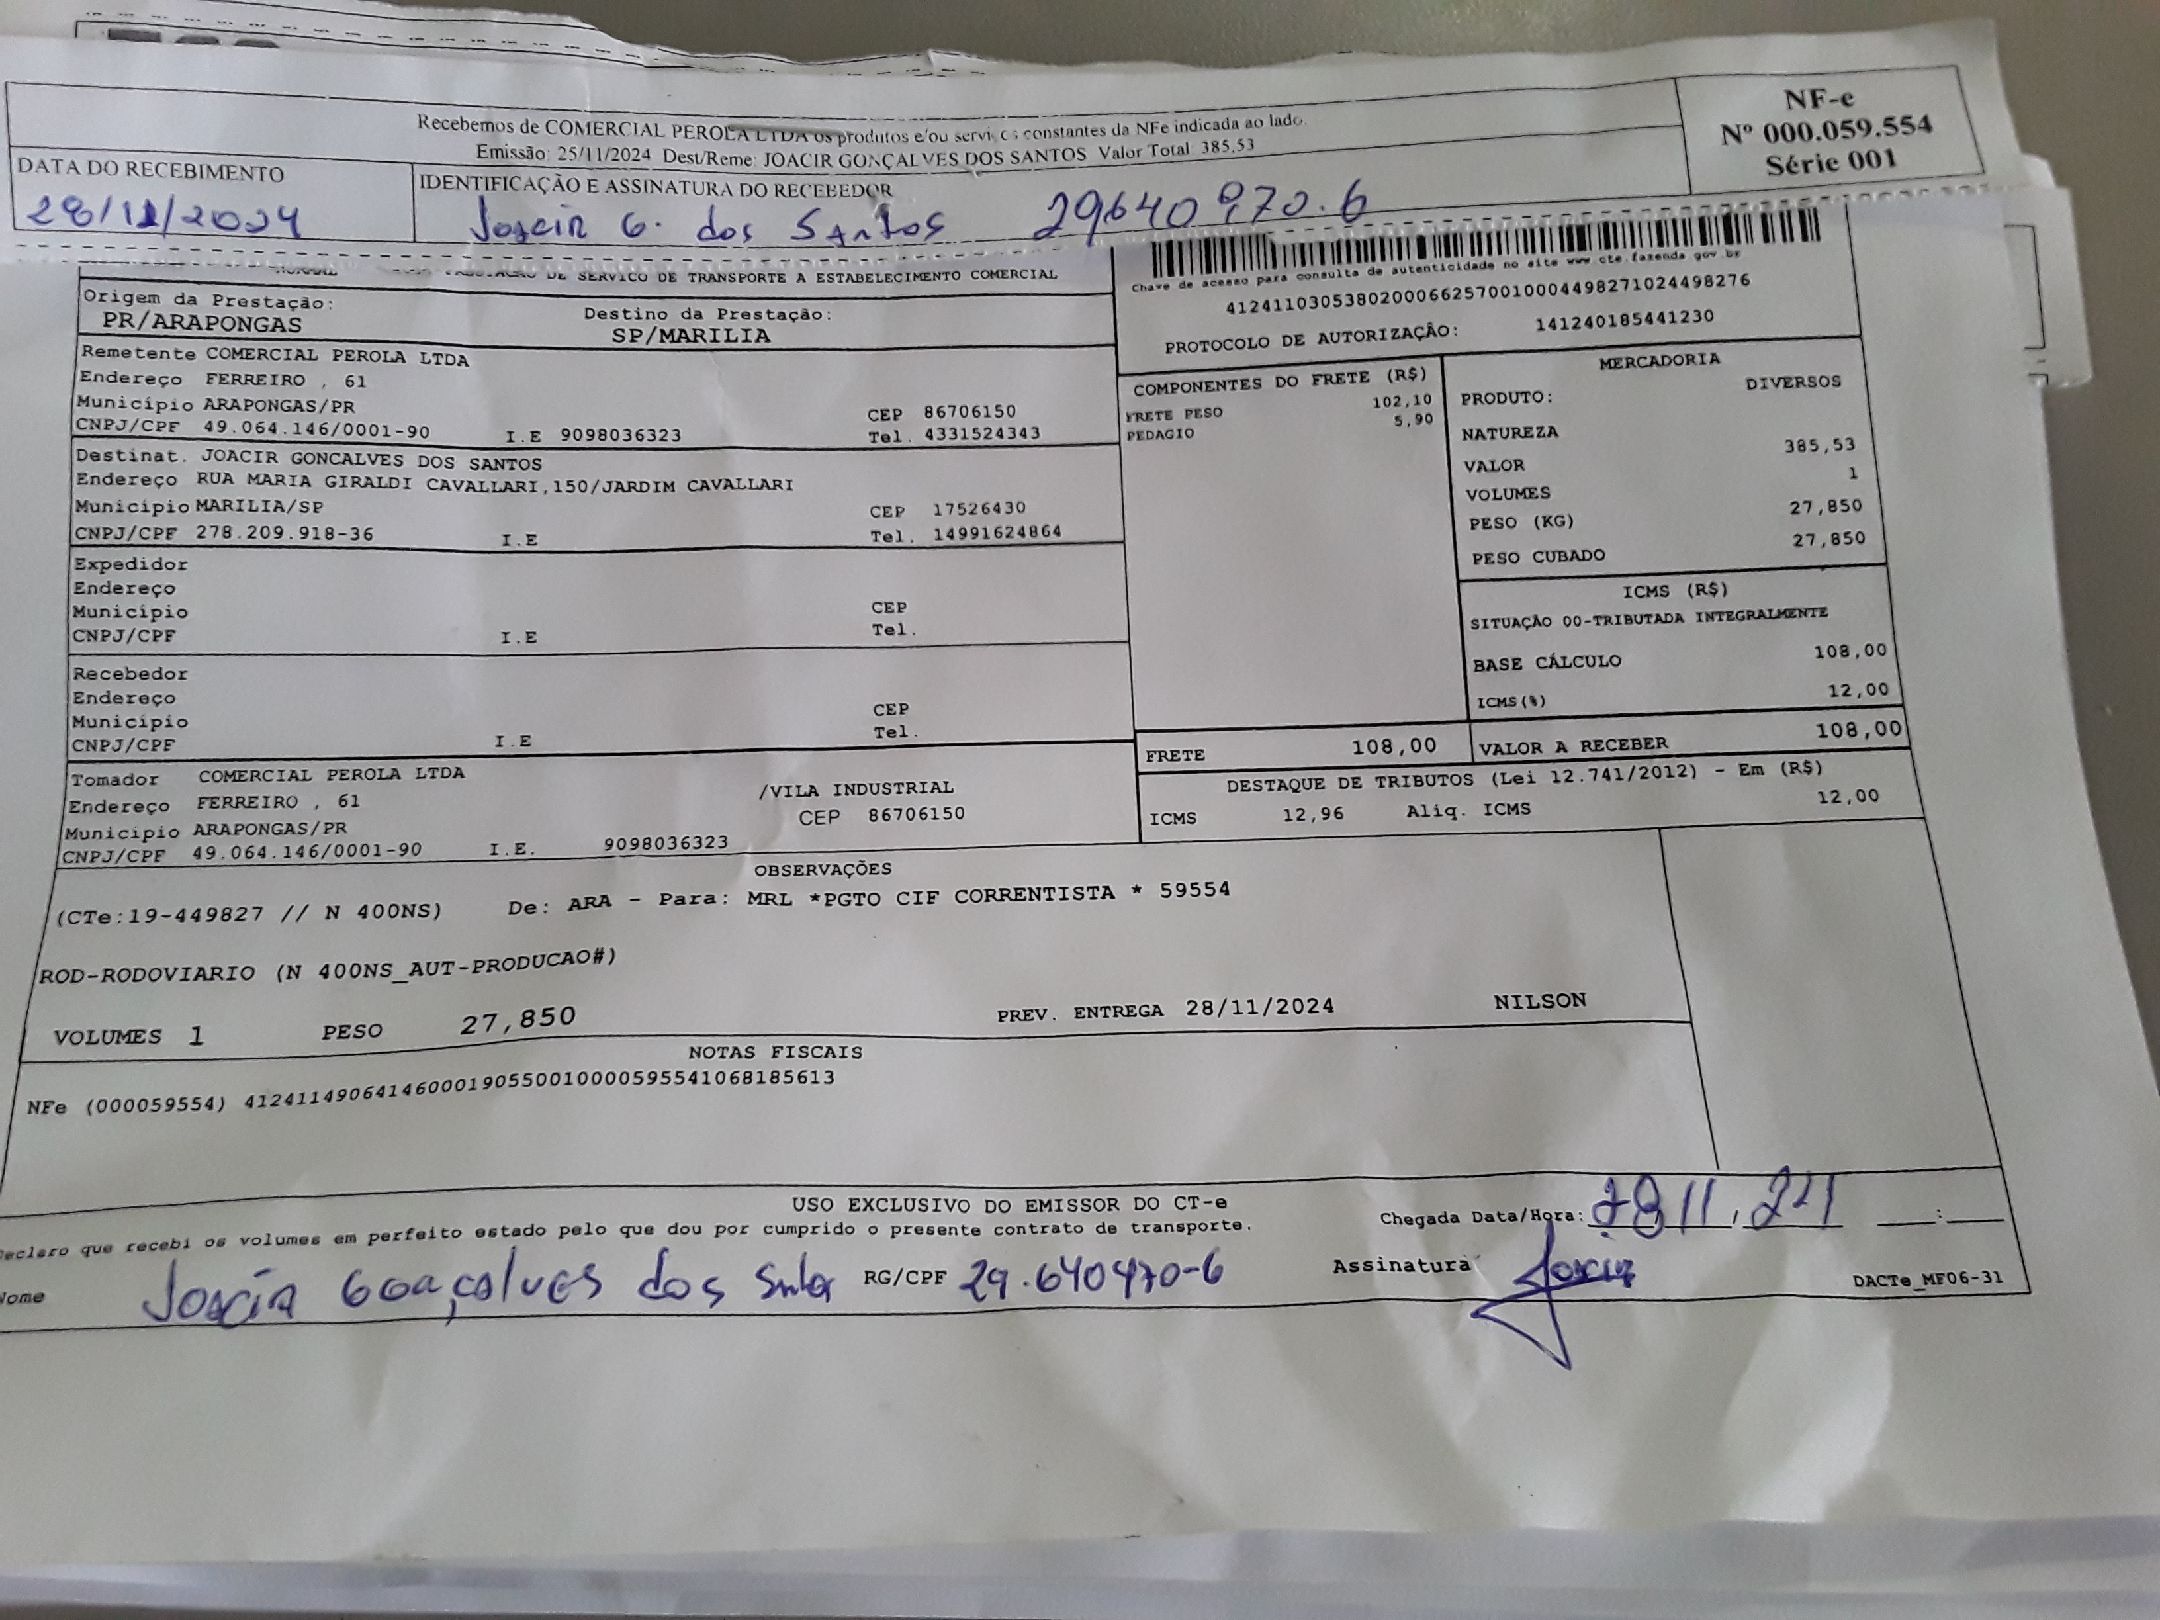 Recebemos de COMERCIAL PEROLA LTDA os produtos e/ou serviços constantes da NFe indicada ao lado.
Emissão: 25/11/2024 Dest/Reme: JOACIR GONÇALVES DOS SANTOS Valor Total: 385,53
NF-e
Nº 000.059.554
Série 001
DATA DO RECEBIMENTO
28/11/2024
IDENTIFICAÇÃO E ASSINATURA DO RECEBEDOR
Joacir G. dos Santos 29640970.6
DE SERVICO DE TRANSPORTE A ESTABELECIMENTO COMERCIAL
Chave de acesso para consulta de autenticidade no site www.cte.fazenda.gov.br
41241103053802000662570010004498271024498276
PROTOCOLO DE AUTORIZAÇÃO: 141240185441230
Origem da Prestação:
PR/ARAPONGAS
Destino da Prestação:
SP/MARILIA
Remetente COMERCIAL PEROLA LTDA
Endereço FERREIRO , 61
Município ARAPONGAS/PR CEP 86706150
CNPJ/CPF 49.064.146/0001-90 I.E 9098036323 Tel. 4331524343
Destinat. JOACIR GONCALVES DOS SANTOS
Endereço RUA MARIA GIRALDI CAVALLARI,150/JARDIM CAVALLARI
Município MARILIA/SP CEP 17526430
CNPJ/CPF 278.209.918-36 I.E Tel. 14991624864
Expedidor
Endereço
Município CEP
CNPJ/CPF I.E Tel.
Recebedor
Endereço
Município CEP
CNPJ/CPF I.E Tel.
Tomador COMERCIAL PEROLA LTDA
Endereço FERREIRO , 61 /VILA INDUSTRIAL
Município ARAPONGAS/PR CEP 86706150
CNPJ/CPF 49.064.146/0001-90 I.E. 9098036323
COMPONENTES DO FRETE (R$)
FRETE PESO 102,10
PEDAGIO 5,90
MERCADORIA
PRODUTO: DIVERSOS
NATUREZA
VALOR 385,53
VOLUMES 1
PESO (KG) 27,850
PESO CUBADO 27,850
ICMS (R$)
SITUAÇÃO 00-TRIBUTADA INTEGRALMENTE
BASE CÁLCULO 108,00
ICMS(%) 12,00
FRETE 108,00 VALOR A RECEBER 108,00
DESTAQUE DE TRIBUTOS (Lei 12.741/2012) - Em (R$)
ICMS 12,96 Aliq. ICMS 12,00
OBSERVAÇÕES
(CTe:19-449827 // N 400NS) De: ARA - Para: MRL *PGTO CIF CORRENTISTA * 59554
ROD-RODOVIARIO (N 400NS_AUT-PRODUCAO#)
VOLUMES 1 PESO 27,850 PREV. ENTREGA 28/11/2024 NILSON
NOTAS FISCAIS
NFe (000059554) 41241149064146000190550010000595541068185613
USO EXCLUSIVO DO EMISSOR DO CT-e
Declaro que recebi os volumes em perfeito estado pelo que dou por cumprido o presente contrato de transporte.
Chegada Data/Hora: 28 11, 24 :
Nome Joacir Gonçalves dos Santos RG/CPF 29.640970-6 Assinatura Joacir
DACTe_MF06-31